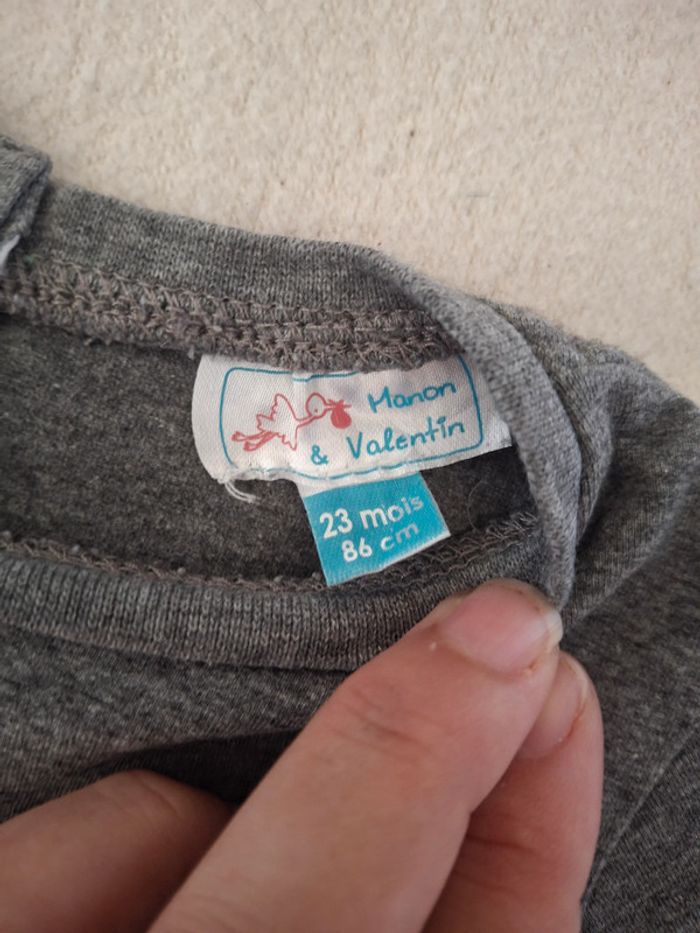 Manon
& Valentin
23 mois
86 cm